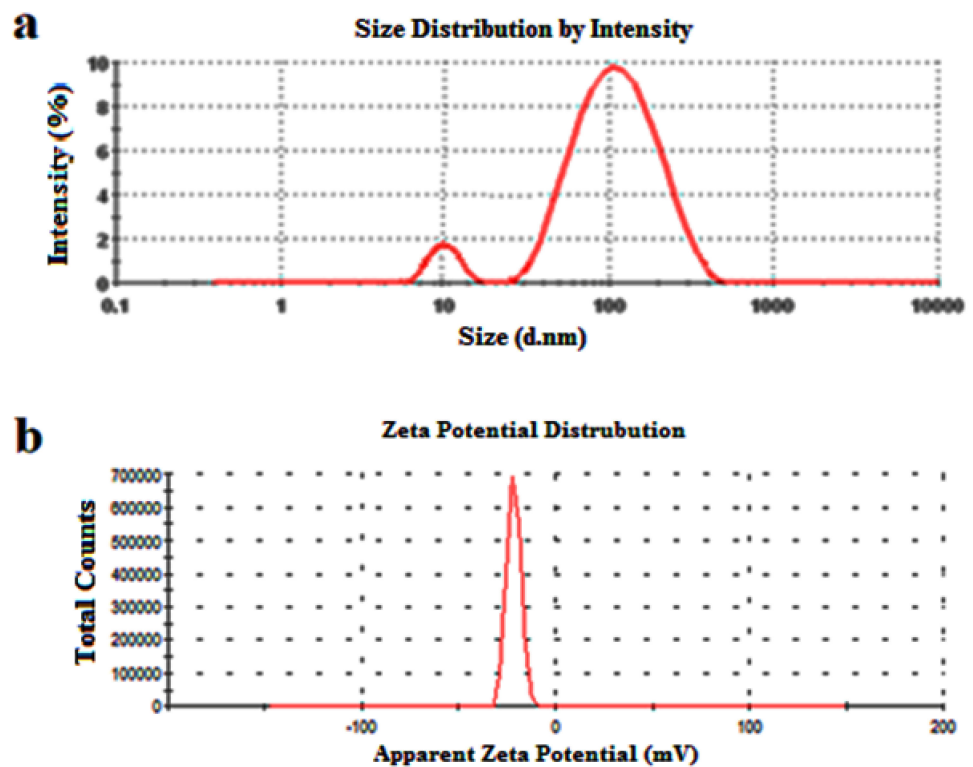 a
Size Distribution by Intensity
Intensity (%)
10
8
6
4
2
0
0.1 1 10 100 1000 10000
Size (d.nm)
b
Zeta Potential Distrubution
Total Counts
700000
600000
500000
400000
300000
200000
100000
0
-100 0 100 200
Apparent Zeta Potential (mV)